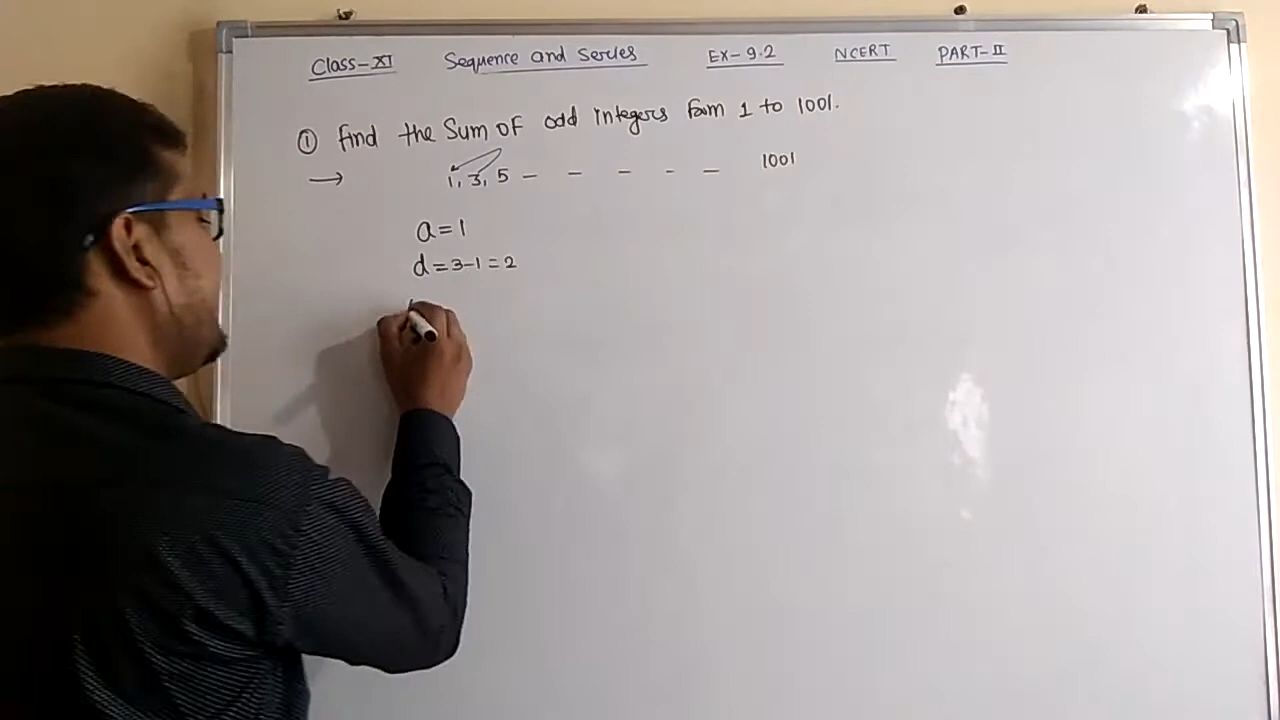 Class-XI Sequence and Series Ex-9.2 NCERT PART-II
① Find the Sum of odd integers from 1 to 1001.
→ 1, 3, 5 - - - - - 1001
a=1
d=3-1=2